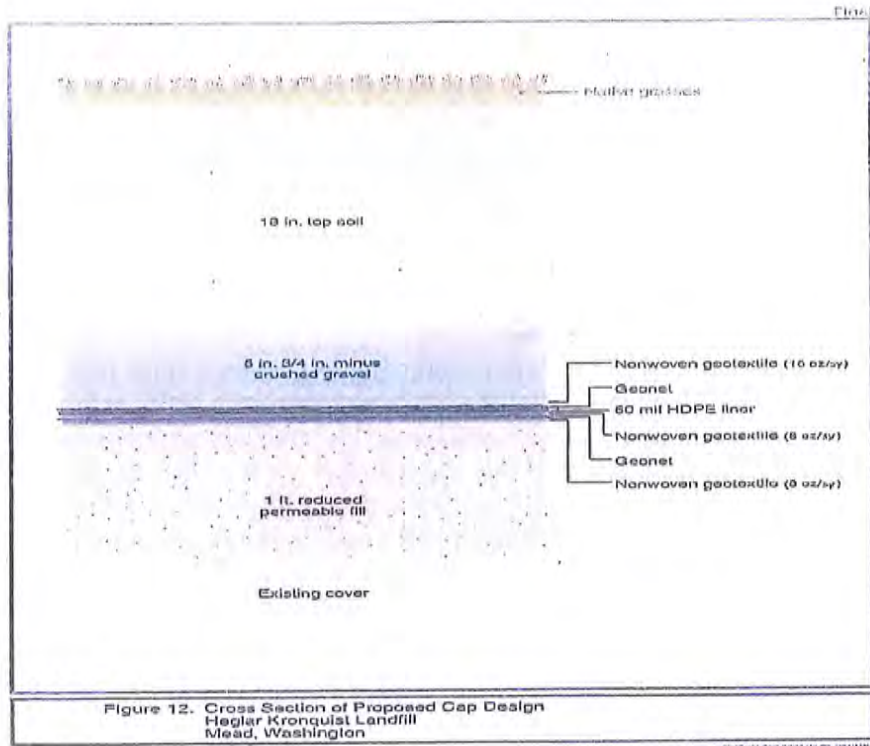 Native grasses
18 in. top soil
6 in. 3/4 in. minus
crushed gravel
Nonwoven geotextile (16 oz/sy)
Geonet
60 mil HDPE liner
Nonwoven geotextile (8 oz/sy)
Geonet
Nonwoven geotextile (8 oz/sy)
1 ft. reduced
permeable fill
Existing cover
Figure 12. Cross Section of Proposed Cap Design
Heglar Kronquist Landfill
Mead, Washington